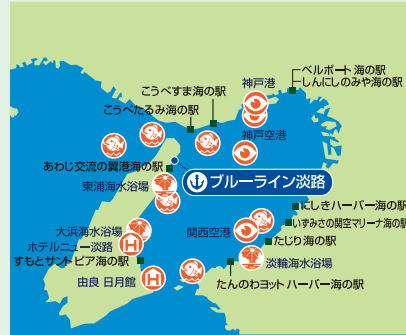 ベルポート 海の駅
しんにしのみや海の駅
神戸港
こうべすま海の駅
こうべたるみ海の駅
神戸空港
あわじ交流の翼港海の駅
ブルーライン淡路
東浦海水浴場
にしきハーバー海の駅
いずみさの関空マリーナ海の駅
大浜海水浴場
関西空港
たじり海の駅
ホテルニュー淡路
すもとサントピア海の駅
淡輪海水浴場
由良 日月館
たんのわヨットハーバー海の駅